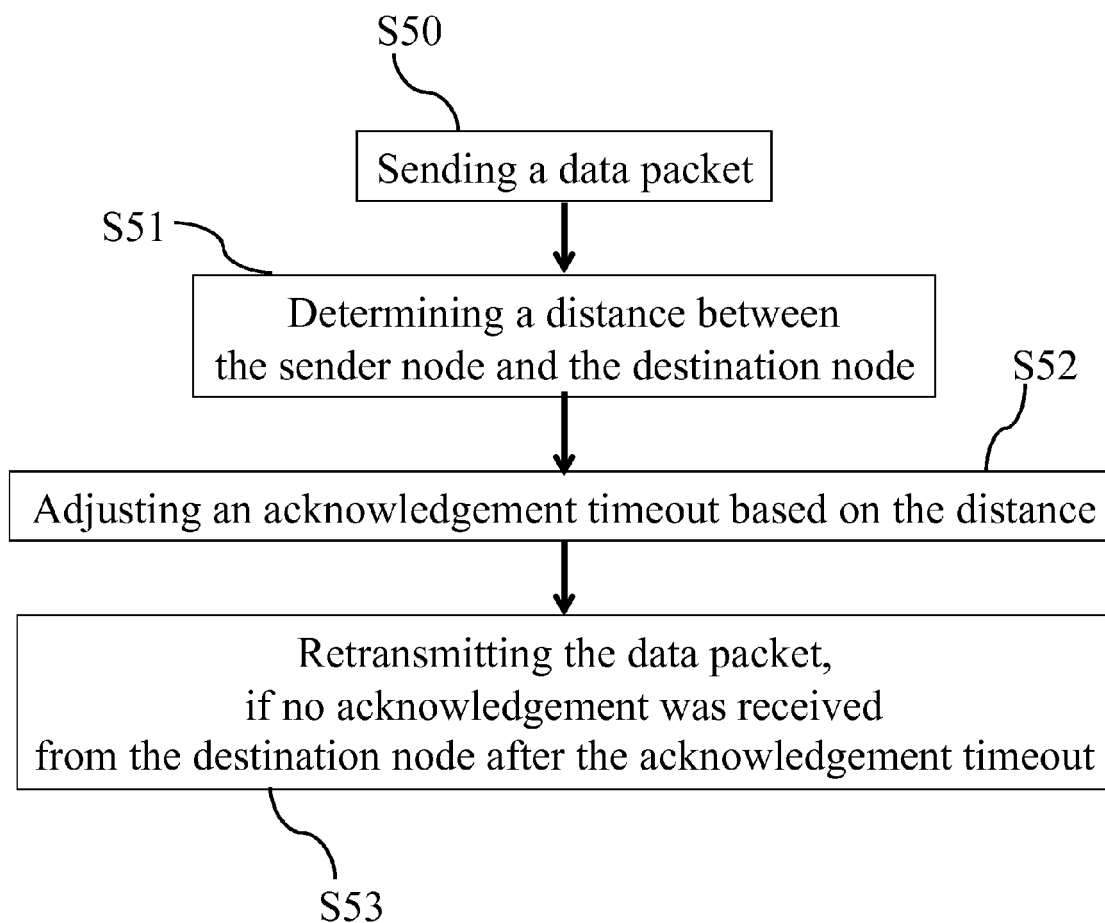 S50
Sending a data packet
S51
Determining a distance between
the sender node and the destination node
S52
Adjusting an acknowledgement timeout based on the distance
Retransmitting the data packet,
if no acknowledgement was received
from the destination node after the acknowledgement timeout
S53